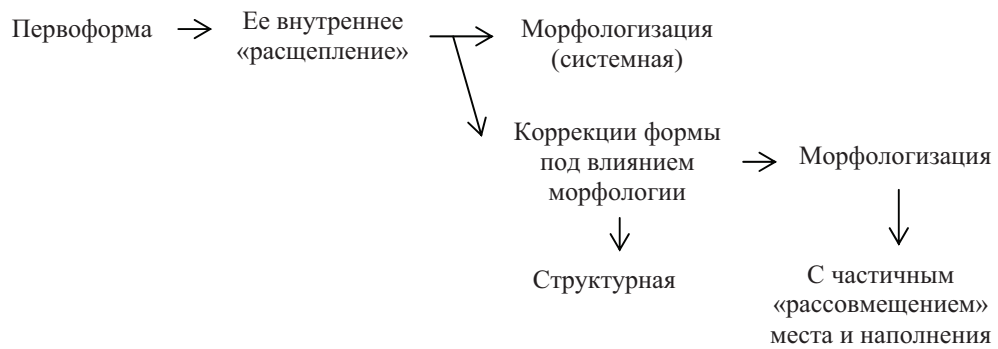 Первоформа
Ее внутреннее
«расщепление»
Морфологизация
(системная)
Коррекции формы
под влиянием
морфологии
Морфологизация
Структурная
С частичным
«рассовмещением»
места и наполнения